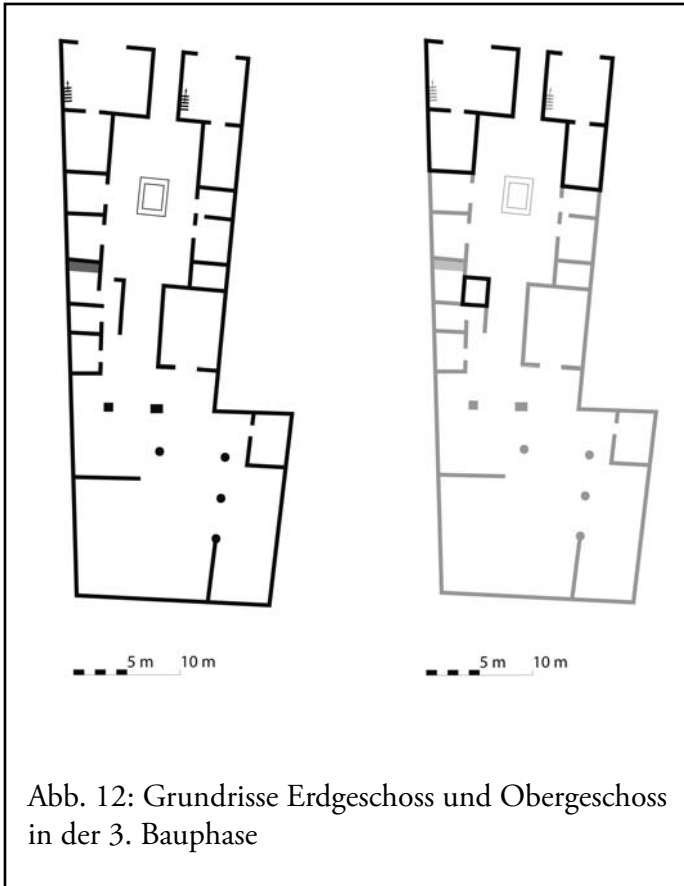 5 m 10 m
5 m 10 m
Abb. 12: Grundrisse Erdgeschoss und Obergeschoss
in der 3. Bauphase